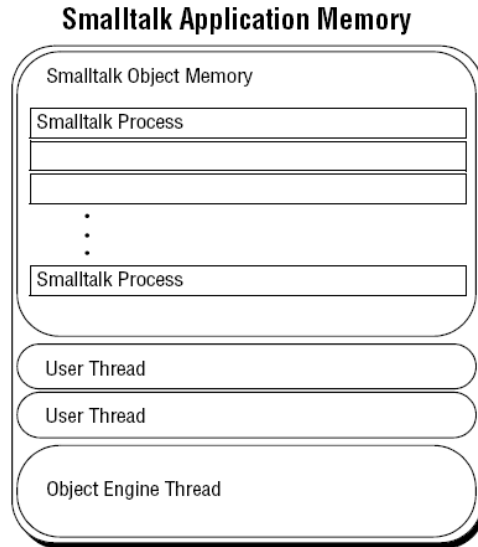 Smalltalk Application Memory
Smalltalk Object Memory
Smalltalk Process
Smalltalk Process
User Thread
User Thread
Object Engine Thread